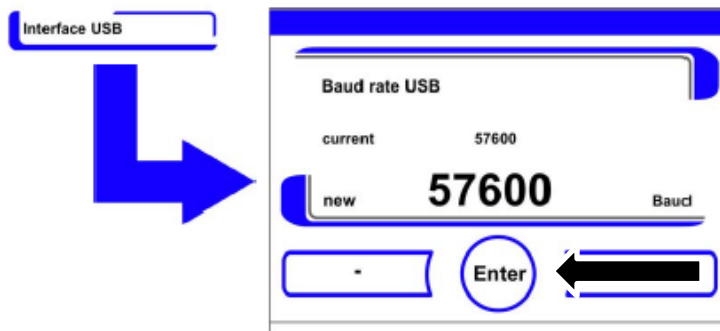 Interface USB
Baud rate USB
current 57600
new 57600 Baud
- Enter